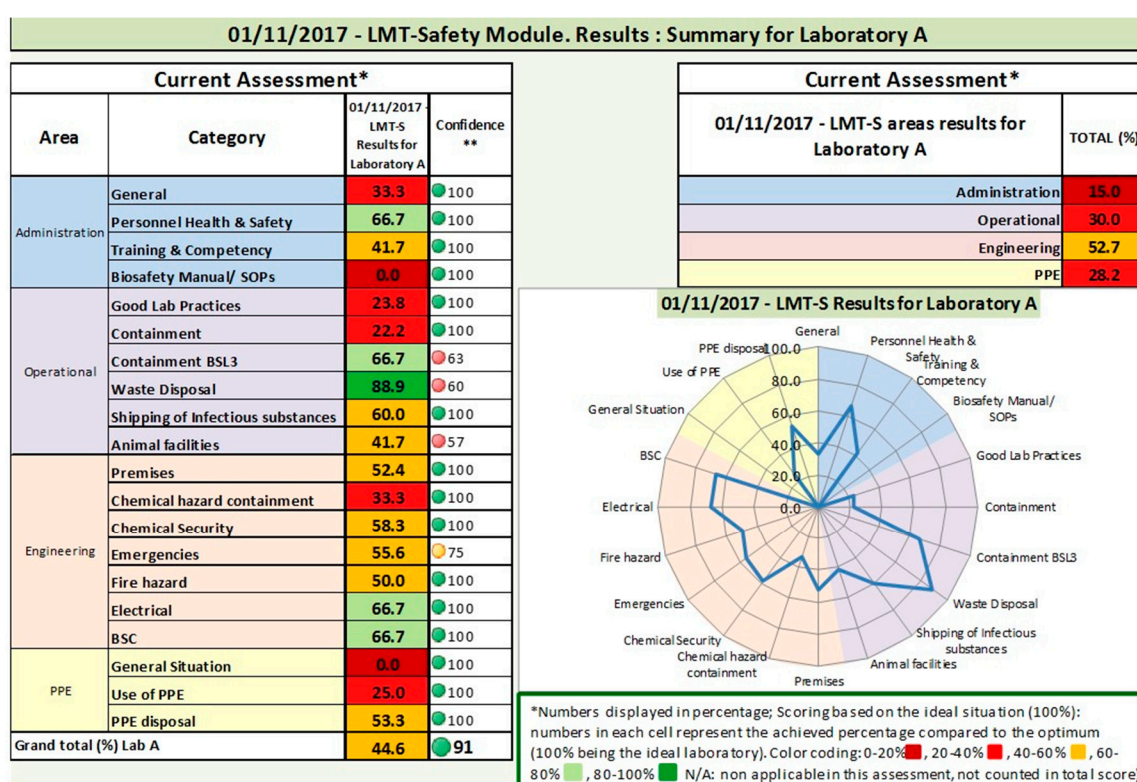 01/11/2017 - LMT-Safety Module. Results : Summary for Laboratory A
Current Assessment*
Area
Category
01/11/2017 -
LMT-S
Results for
Laboratory A
Confidence
**
Administration
General 33.3 100
Personnel Health & Safety 66.7 100
Training & Competency 41.7 100
Biosafety Manual/ SOPs 0.0 100
Operational
Good Lab Practices 23.8 100
Containment 22.2 100
Containment BSL3 66.7 63
Waste Disposal 88.9 60
Shipping of Infectious substances 60.0 100
Animal facilities 41.7 57
Engineering
Premises 52.4 100
Chemical hazard containment 33.3 100
Chemical Security 58.3 100
Emergencies 55.6 75
Fire hazard 50.0 100
Electrical 66.7 100
BSC 66.7 100
PPE
General Situation 0.0 100
Use of PPE 25.0 100
PPE disposal 53.3 100
Grand total (%) Lab A 44.6 91
Current Assessment*
01/11/2017 - LMT-S areas results for
Laboratory A
TOTAL (%)
Administration 15.0
Operational 30.0
Engineering 52.7
PPE 28.2
01/11/2017 - LMT-S Results for Laboratory A
General
Personnel Health &
Safety
Training &
Competency
Biosafety Manual/
SOPs
Good Lab Practices
Containment
Containment BSL3
Waste Disposal
Shipping of Infectious
substances
Animal facilities
Premises
Chemical hazard
containment
Chemical Security
Emergencies
Fire hazard
Electrical
BSC
General Situation
Use of PPE
PPE disposal
100.0
80.0
60.0
40.0
20.0
0.0
*Numbers displayed in percentage; Scoring based on the ideal situation (100%):
numbers in each cell represent the achieved percentage compared to the optimum
(100% being the ideal laboratory). Color coding: 0-20% , 20-40% , 40-60% , 60-
80% , 80-100% N/A: non applicable in this assessment, not counted in total score)